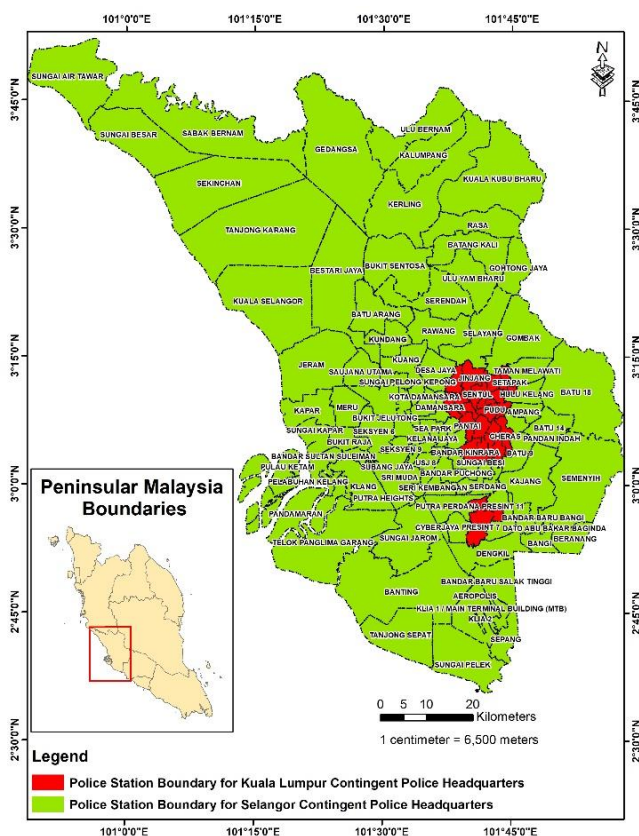 101°0'0"E 101°15'0"E 101°30'0"E 101°45'0"E
N
3°45'0"N 3°45'0"N
3°30'0"N 3°30'0"N
3°15'0"N 3°15'0"N
3°0'0"N 3°0'0"N
2°45'0"N 2°45'0"N
2°30'0"N 2°30'0"N
SUNGAI AIR TAWAR
SUNGAI BESAR
SABAK BERNAM
GEDANGSA
ULU BERNAM
KALUMPANG
KUALA KUBU BHARU
SEKINCHAN
KERLING
RASA
TANJONG KARANG
BATANG KALI
BESTARI JAYA
BUKIT SENTOSA
GOHTONG JAYA
ULU YAM BHARU
KUALA SELANGOR
SERENDAH
BATU ARANG
RAWANG
SELAYANG
GOMBAK
KUNDANG
KUANG
JERAM
SAUJANA UTAMA
DESA JAYA
TAMAN MELAWATI
SUNGAI PELONG
KEPONG
JINJANG
SETAPAK
KOTA DAMANSARA
SENTUL
HULU KELANG
BATU 18
KAPAR
MERU
DAMANSARA
PUDU
AMPANG
BUKIT JELUTONG
SUNGAI KAPAR
SEKSYEN 6
SEA PARK
PANTAI
BATU 14
BUKIT RAJA
KELANA JAYA
CHERAS
PANDAN INDAH
SEKSYEN 9
BANDAR SULTAN SULEIMAN
BANDAR KINRARA
BATU 9
PULAU KETAM
SUBANG JAYA
USJ 8
SUNGAI BESI
SRI MUDA
BANDAR PUCHONG
PELABUHAN KELANG
KLANG
SERI KEMBANGAN
SERDANG
KAJANG
SEMENYIH
PUTRA HEIGHTS
PANDAMARAN
PUTRA PERDANA
PRESINT 11
BANDAR BARU BANGI
CYBERJAYA
PRESINT 7
DATO ABU BAKAR BAGINDA
TELOK PANGLIMA GARANG
SUNGAI JAROM
BANGI
BERANANG
DENGKIL
BANDAR BARU SALAK TINGGI
BANTING
AEROPOLIS
KLIA 1 / MAIN TERMINAL BUILDING (MTB)
KLIA 2
TANJONG SEPAT
SEPANG
SUNGAI PELEK
Peninsular Malaysia
Boundaries
0 5 10 20
Kilometers
1 centimeter = 6,500 meters
Legend
Police Station Boundary for Kuala Lumpur Contingent Police Headquarters
Police Station Boundary for Selangor Contingent Police Headquarters
101°0'0"E 101°15'0"E 101°30'0"E 101°45'0"E